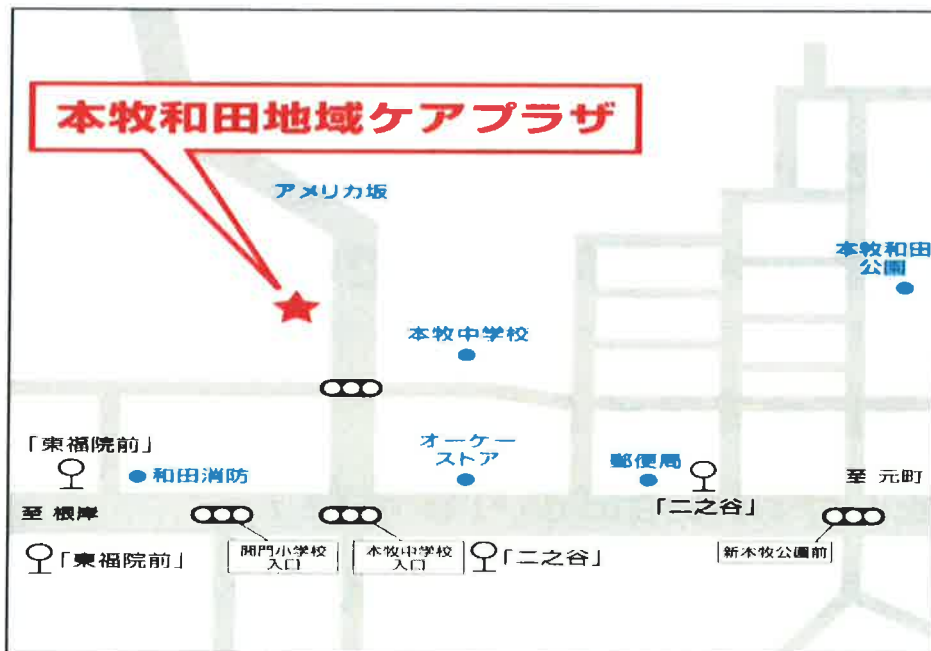 本牧和田地域ケアプラザ
アメリカ坂
本牧和田
公園
本牧中学校
「東福院前」
和田消防
オーケー
ストア
郵便局
「二之谷」
至 元町
至 根岸
「東福院前」
間門小学校
入口
本牧中学校
入口
「二之谷」
新本牧公園前